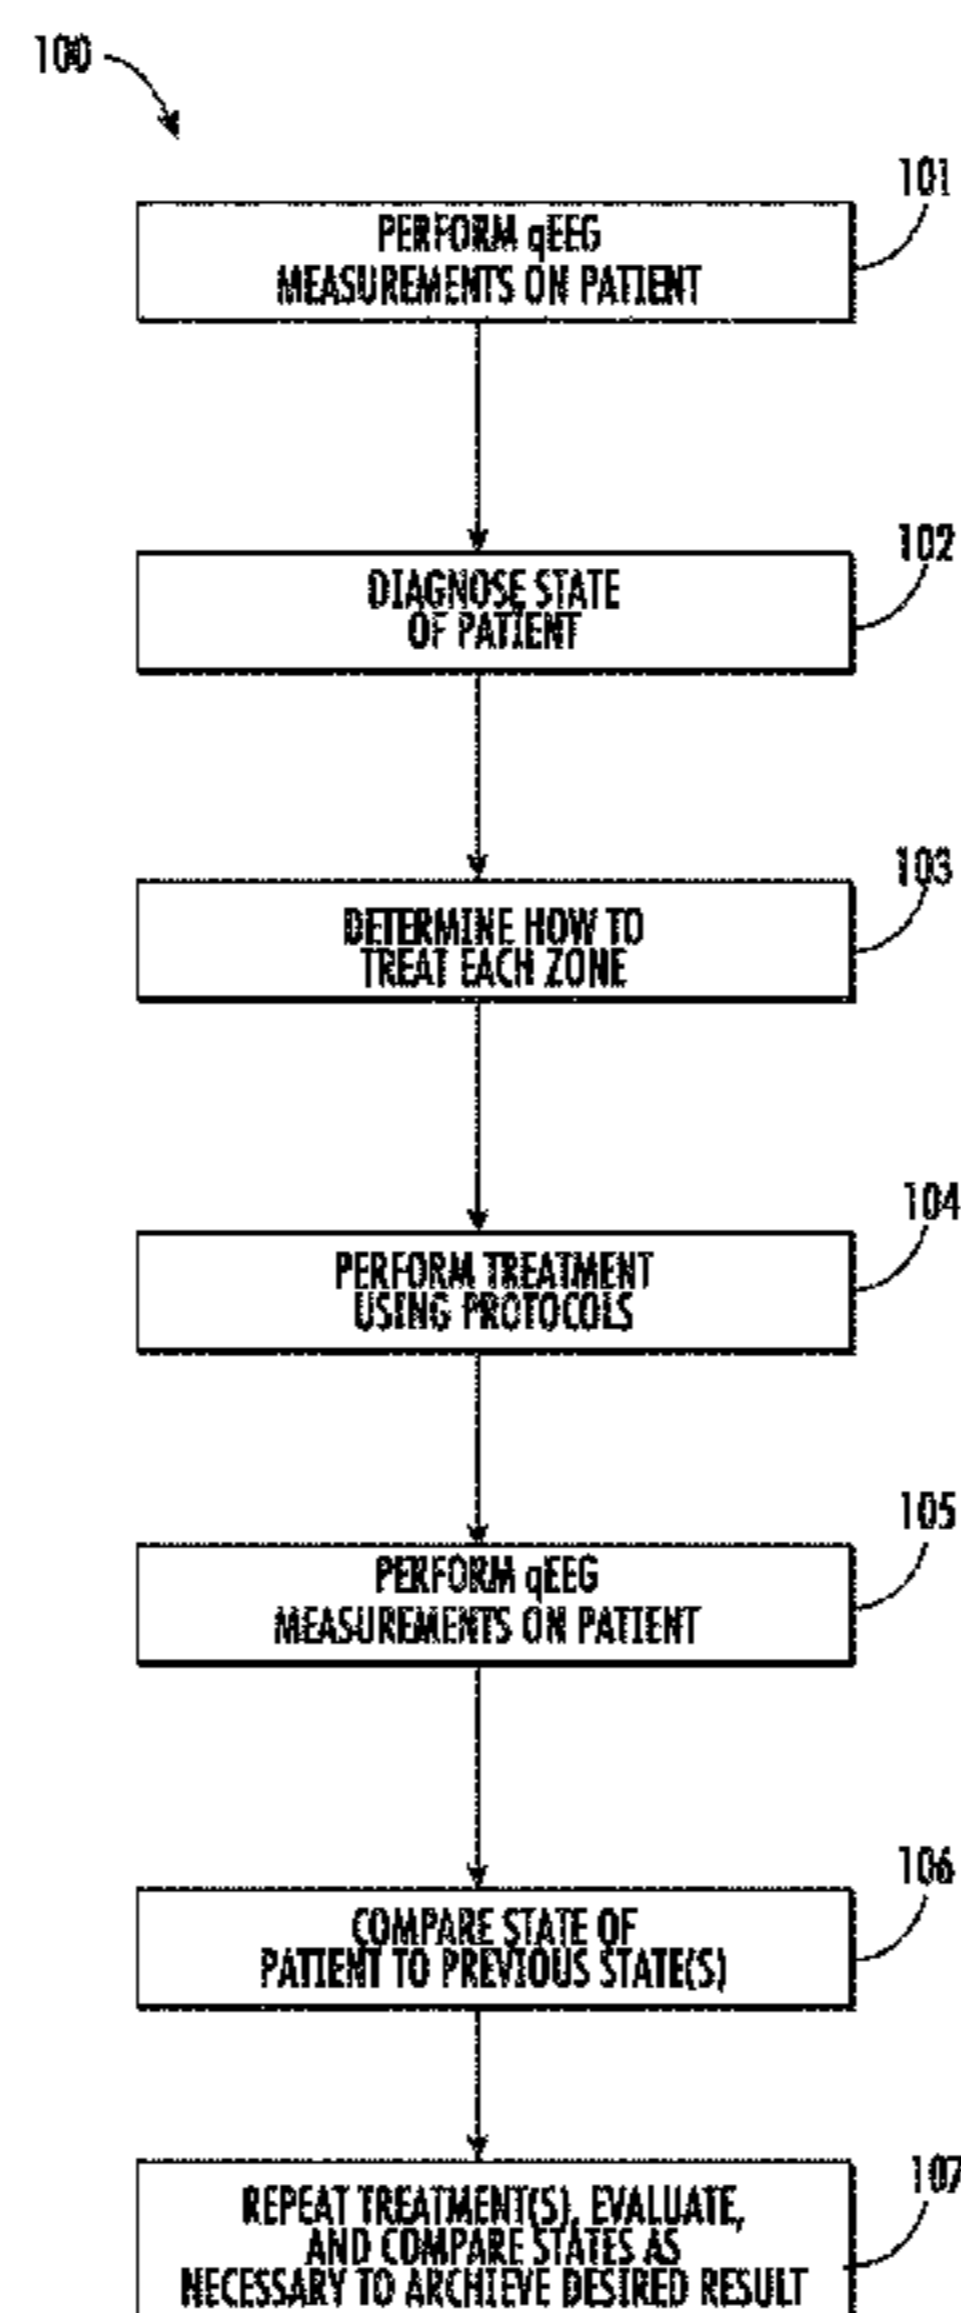 100
101
PERFORM qEEG
MEASUREMENTS ON PATIENT
102
DIAGNOSE STATE
OF PATIENT
103
DETERMINE HOW TO
TREAT EACH ZONE
104
PERFORM TREATMENT
USING PROTOCOLS
105
PERFORM qEEG
MEASUREMENTS ON PATIENT
106
COMPARE STATE OF
PATIENT TO PREVIOUS STATE(S)
107
REPEAT TREATMENT(S), EVALUATE,
AND COMPARE STATES AS
NECESSARY TO ARCHIEVE DESIRED RESULT